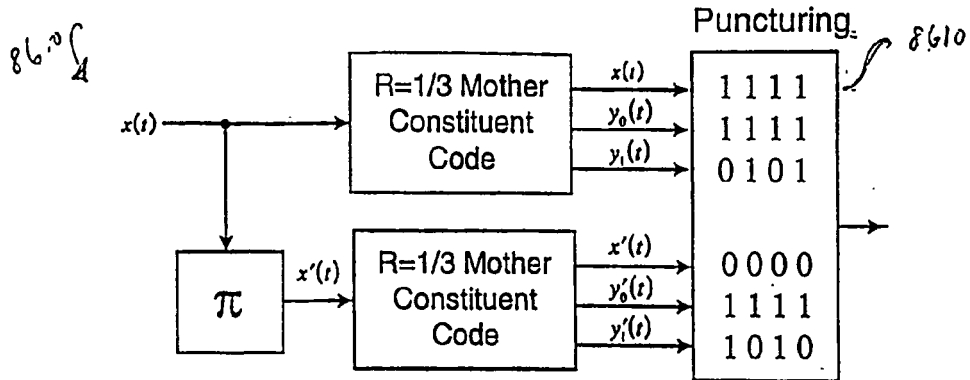 Puncturing
8610
8610
R=1/3 Mother
Constituent
Code
x(t)
x(t)
y₀(t)
y₁(t)
1 1 1 1
1 1 1 1
0 1 0 1
π
x′(t)
R=1/3 Mother
Constituent
Code
x′(t)
y′₀(t)
y′₁(t)
0 0 0 0
1 1 1 1
1 0 1 0